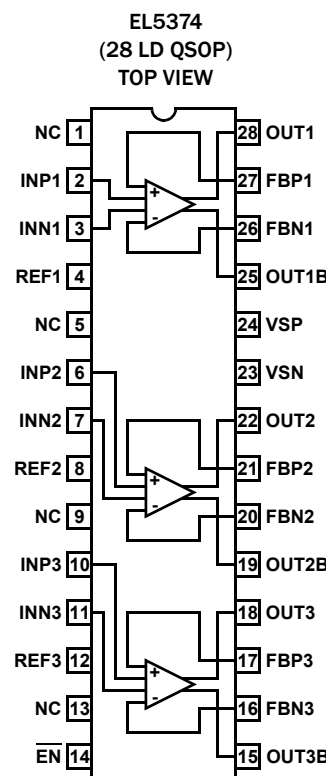 EL5374
(28 LD QSOP)
TOP VIEW
NC 1 28 OUT1
INP1 2 27 FBP1
INN1 3 26 FBN1
REF1 4 25 OUT1B
NC 5 24 VSP
INP2 6 23 VSN
INN2 7 22 OUT2
REF2 8 21 FBP2
NC 9 20 FBN2
INP3 10 19 OUT2B
INN3 11 18 OUT3
REF3 12 17 FBP3
NC 13 16 FBN3
EN 14 15 OUT3B
+
-
+
-
+
-